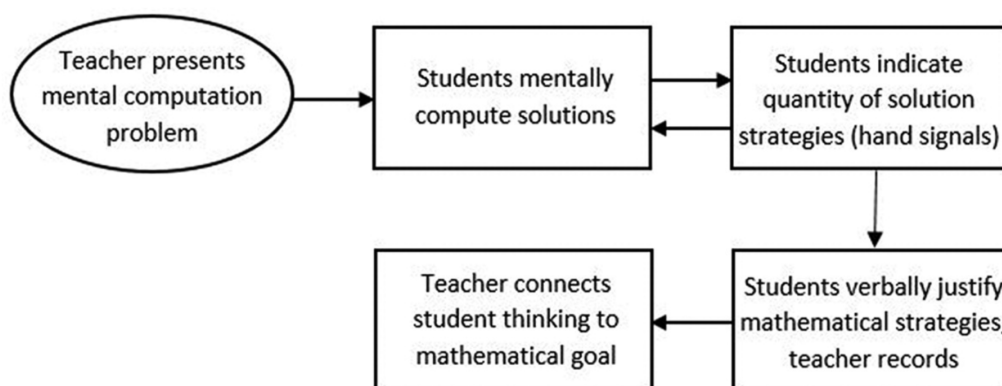 Teacher presents
mental computation
problem
Students mentally
compute solutions
Students indicate
quantity of solution
strategies (hand signals)
Students verbally justify
mathematical strategies,
teacher records
Teacher connects
student thinking to
mathematical goal